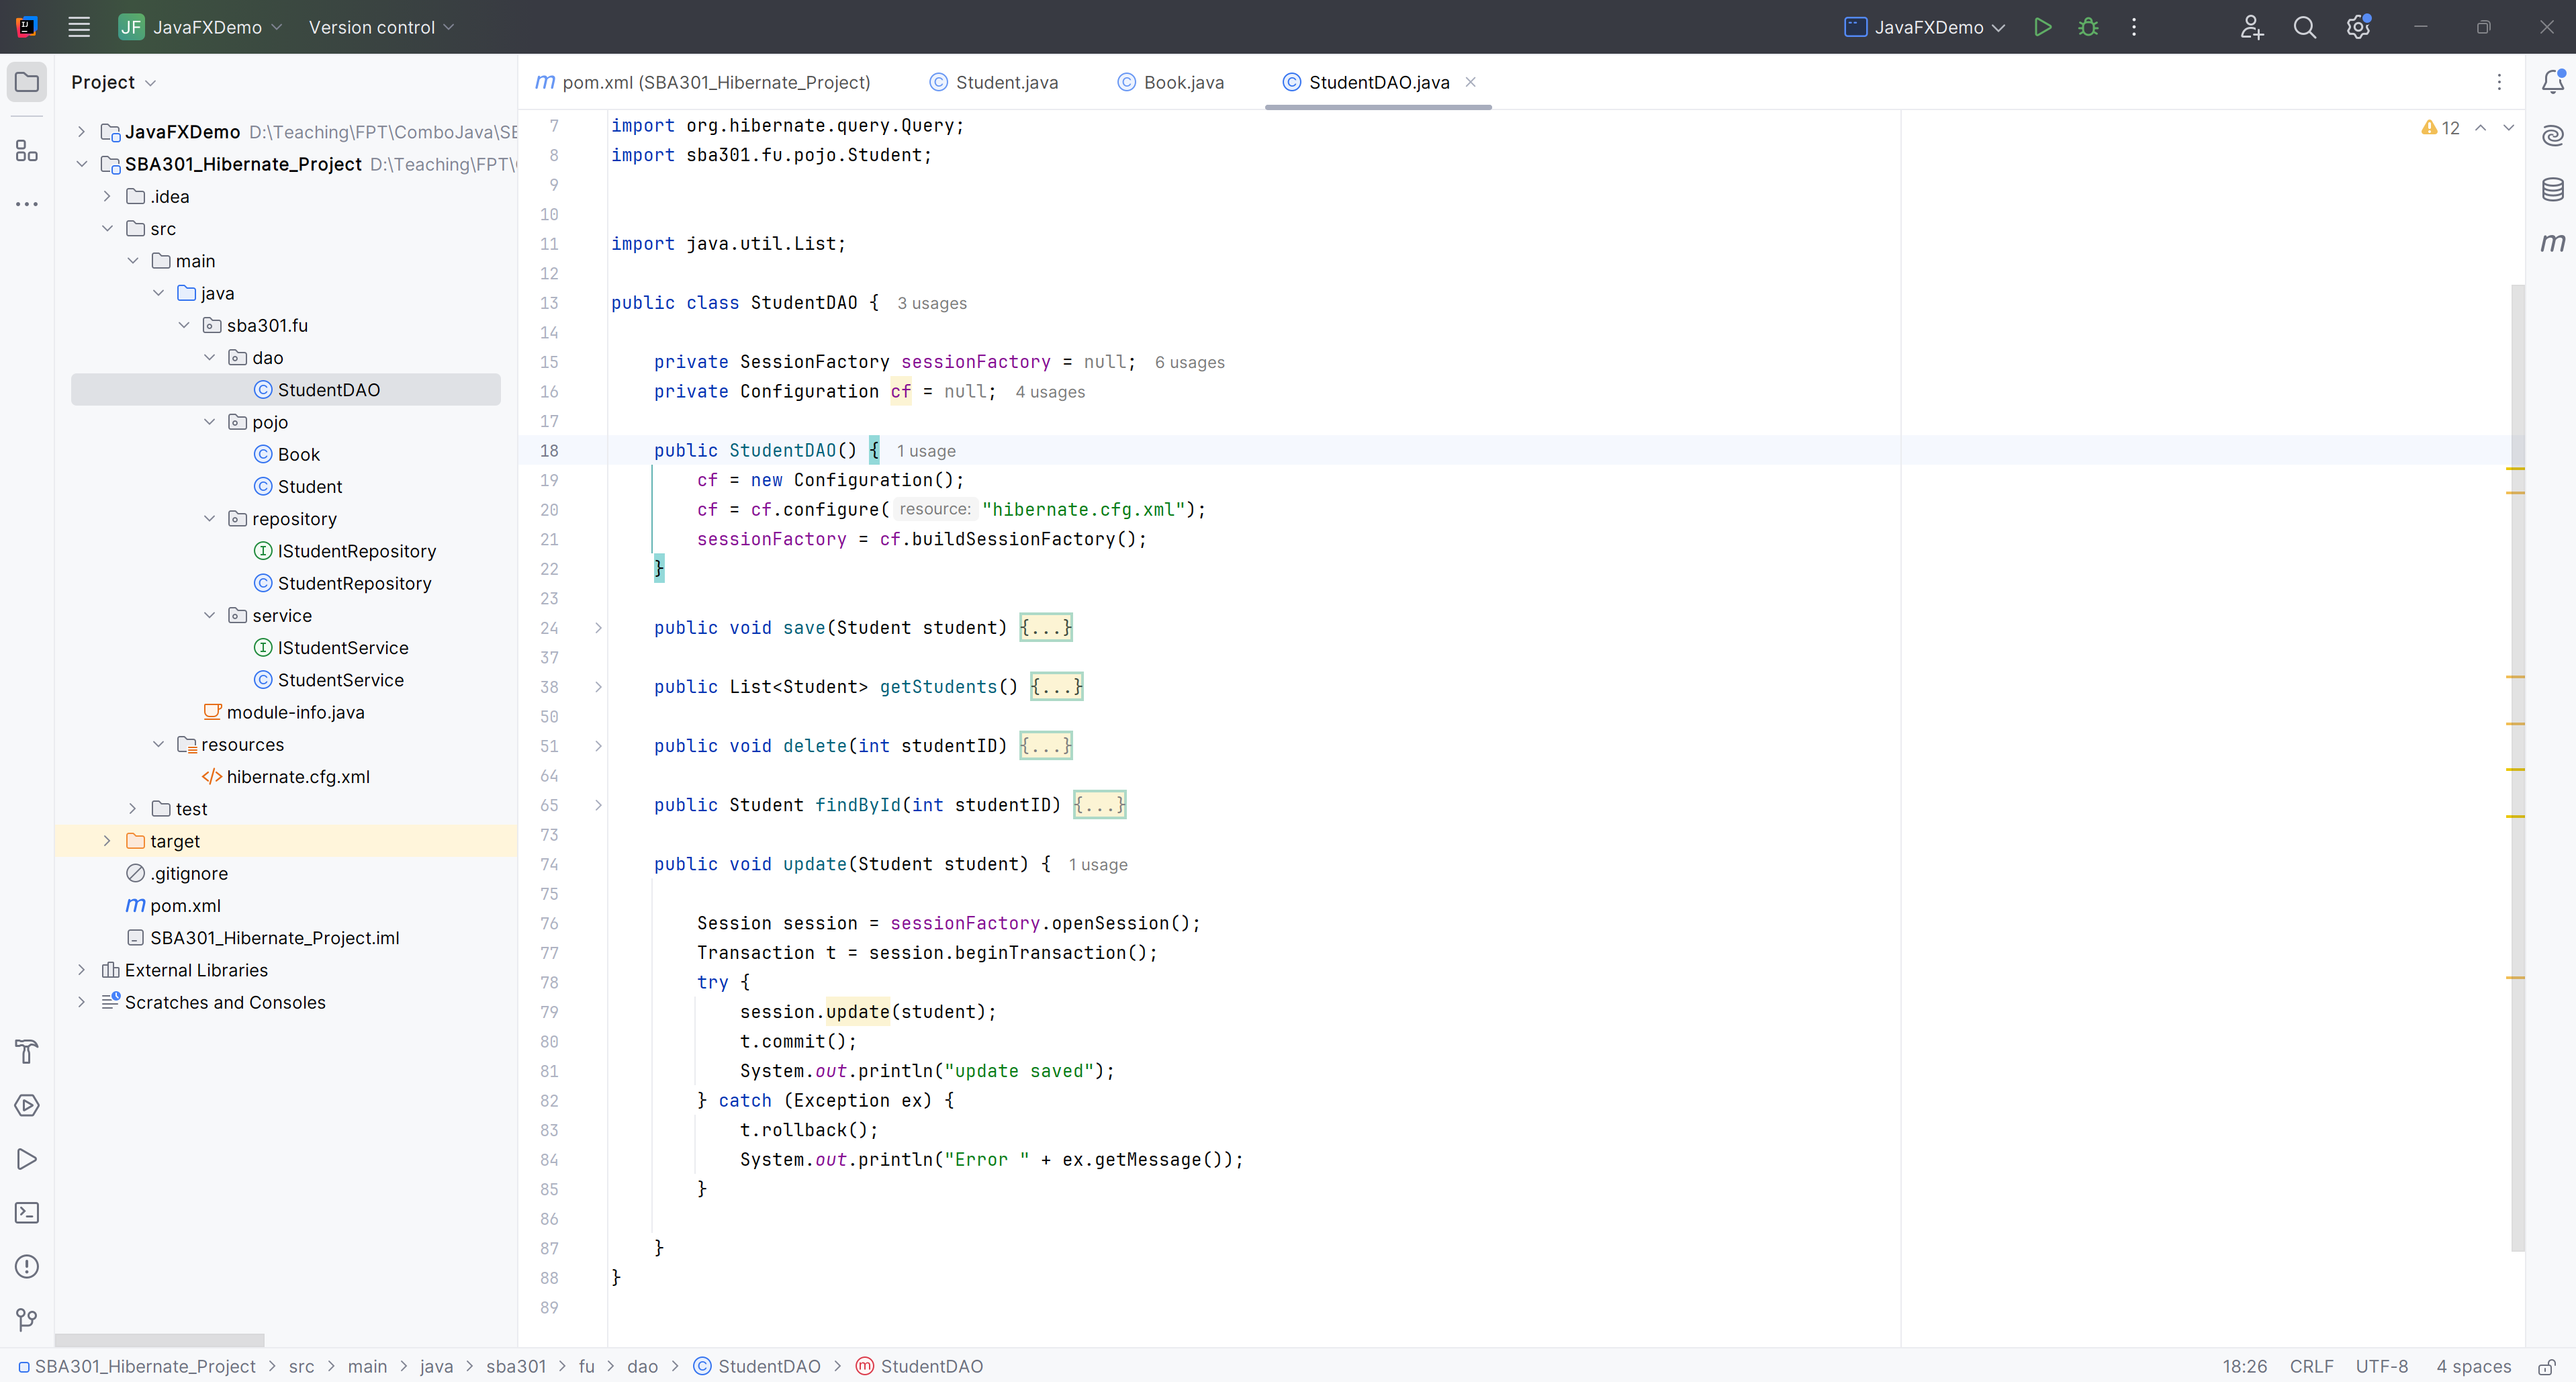 JF JavaFXDemo Version control JavaFXDemo
Project
JavaFXDemo D:\Teaching\FPT\ComboJava\SE
SBA301_Hibernate_Project D:\Teaching\FPT\
.idea
src
main
java
sba301.fu
dao
StudentDAO
pojo
Book
Student
repository
IStudentRepository
StudentRepository
service
IStudentService
StudentService
module-info.java
resources
hibernate.cfg.xml
test
target
.gitignore
pom.xml
SBA301_Hibernate_Project.iml
External Libraries
Scratches and Consoles
pom.xml (SBA301_Hibernate_Project) Student.java Book.java StudentDAO.java
12
7 import org.hibernate.query.Query;
8 import sba301.fu.pojo.Student;
9
10
11 import java.util.List;
12
13 public class StudentDAO { 3 usages
14
15 private SessionFactory sessionFactory = null; 6 usages
16 private Configuration cf = null; 4 usages
17
18 public StudentDAO() { 1 usage
19 cf = new Configuration();
20 cf = cf.configure( resource: "hibernate.cfg.xml");
21 sessionFactory = cf.buildSessionFactory();
22 }
23
24 public void save(Student student) {...}
37
38 public List<Student> getStudents() {...}
50
51 public void delete(int studentID) {...}
64
65 public Student findById(int studentID) {...}
73
74 public void update(Student student) { 1 usage
75
76 Session session = sessionFactory.openSession();
77 Transaction t = session.beginTransaction();
78 try {
79 session.update(student);
80 t.commit();
81 System.out.println("update saved");
82 } catch (Exception ex) {
83 t.rollback();
84 System.out.println("Error " + ex.getMessage());
85 }
86
87 }
88 }
89
SBA301_Hibernate_Project > src > main > java > sba301 > fu > dao > StudentDAO > StudentDAO 18:26 CRLF UTF-8 4 spaces